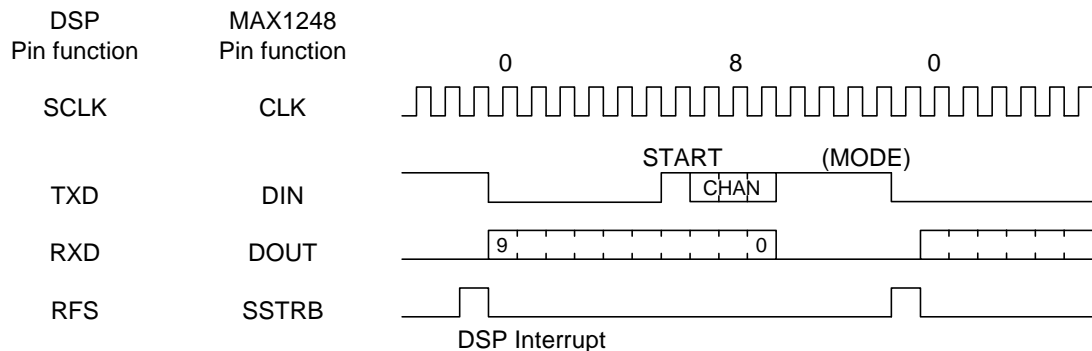 DSP MAX1248
Pin function Pin function
0 8 0
SCLK CLK
START (MODE)
TXD DIN CHAN
RXD DOUT 9 0
RFS SSTRB
DSP Interrupt